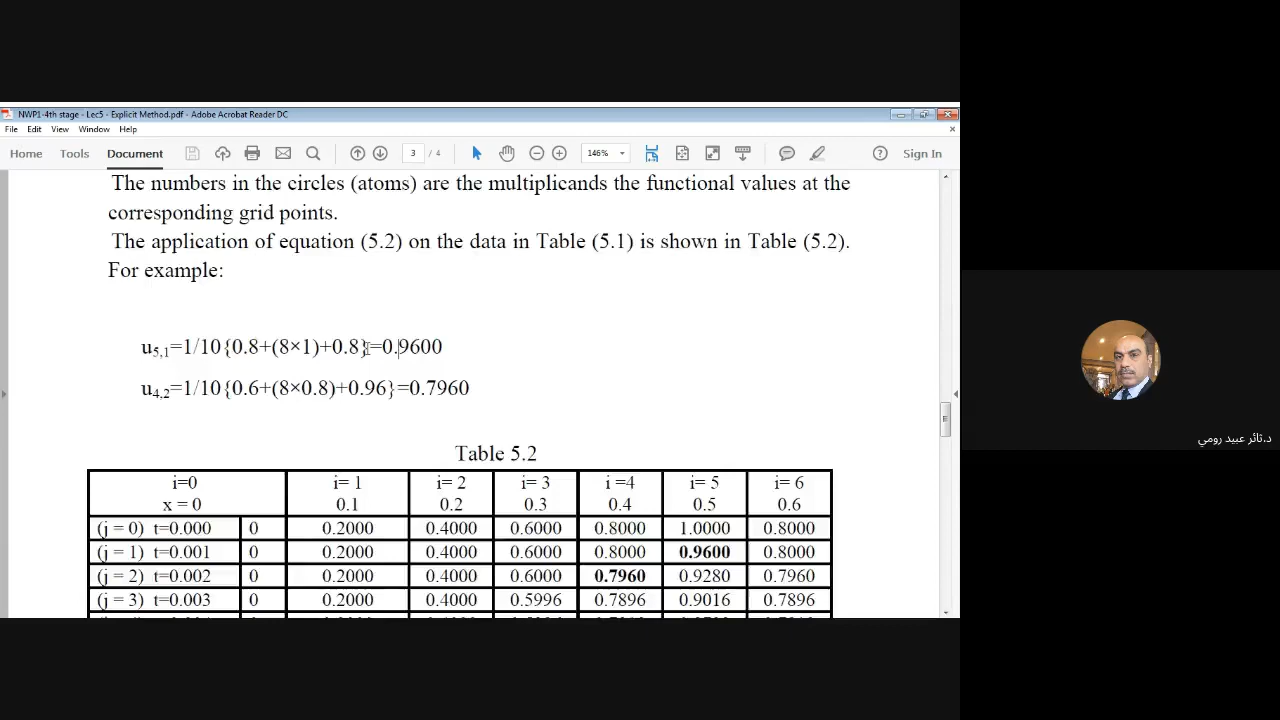 NWP1-4th stage - Lec5 - Explicit Method.pdf - Adobe Acrobat Reader DC
File Edit View Window Help
Home Tools Document 3 / 4 146% Sign In
The numbers in the circles (atoms) are the multiplicands the functional values at the
corresponding grid points.
The application of equation (5.2) on the data in Table (5.1) is shown in Table (5.2).
For example:
u5,1=1/10{0.8+(8×1)+0.8}=0.9600
u4,2=1/10{0.6+(8×0.8)+0.96}=0.7960
Table 5.2
i=0 i= 1 i= 2 i= 3 i =4 i= 5 i= 6
x = 0 0.1 0.2 0.3 0.4 0.5 0.6
(j = 0) t=0.000 0 0.2000 0.4000 0.6000 0.8000 1.0000 0.8000
(j = 1) t=0.001 0 0.2000 0.4000 0.6000 0.8000 0.9600 0.8000
(j = 2) t=0.002 0 0.2000 0.4000 0.6000 0.7960 0.9280 0.7960
(j = 3) t=0.003 0 0.2000 0.4000 0.5996 0.7896 0.9016 0.7896
د.ثائر عبيد رومي